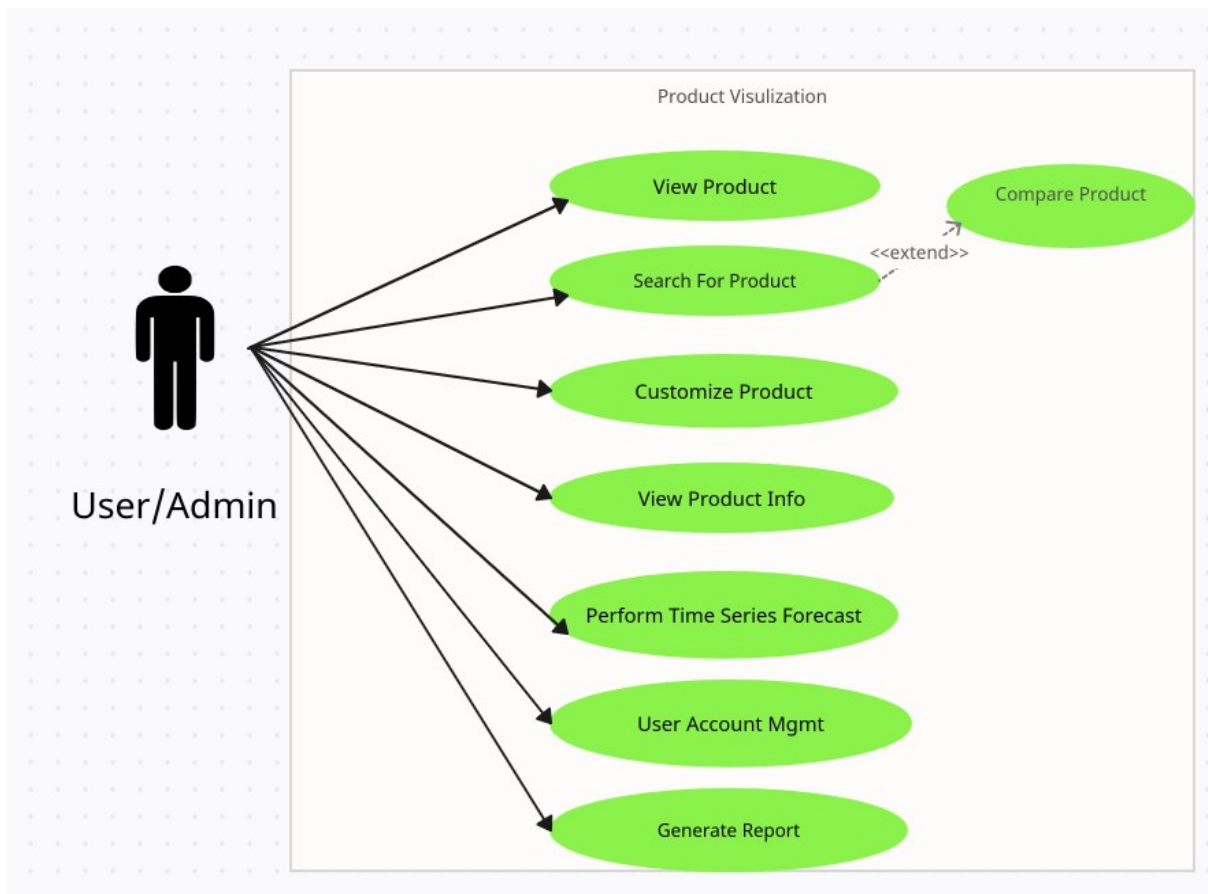 Product Visulization
View Product
Compare Product
<<extend>>
Search For Product
Customize Product
View Product Info
User/Admin
Perform Time Series Forecast
User Account Mgmt
Generate Report